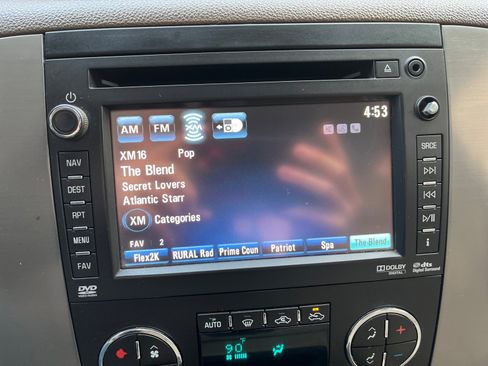 4:53
AM FM XM
XM16 Pop
The Blend
Secret Lovers
Atlantic Starr
XM Categories
FAV 2
Flex2K RURAL Rad Prime Coun Patriot Spa The Blend
NAV
DEST
RPT
MENU
FAV
SRCE
i
DVD
DOLBY
DIGITAL
dts
Digital Surround
AUTO
90 °F